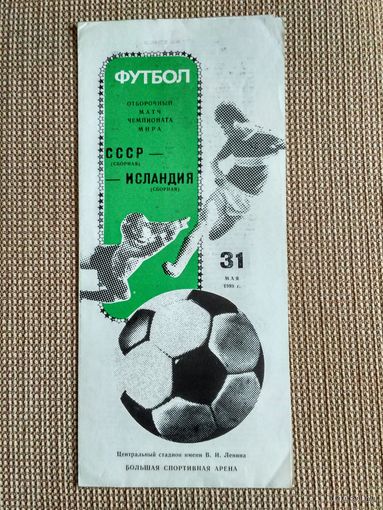 ФУТБОЛ
ОТБОРОЧНЫЙ
МАТЧ
ЧЕМПИОНАТА
МИРА
СССР —
(СБОРНАЯ)
— ИСЛАНДИЯ
(СБОРНАЯ)
31
МАЯ
1989 г.
Центральный стадион имени В. И. Ленина
БОЛЬШАЯ СПОРТИВНАЯ АРЕНА